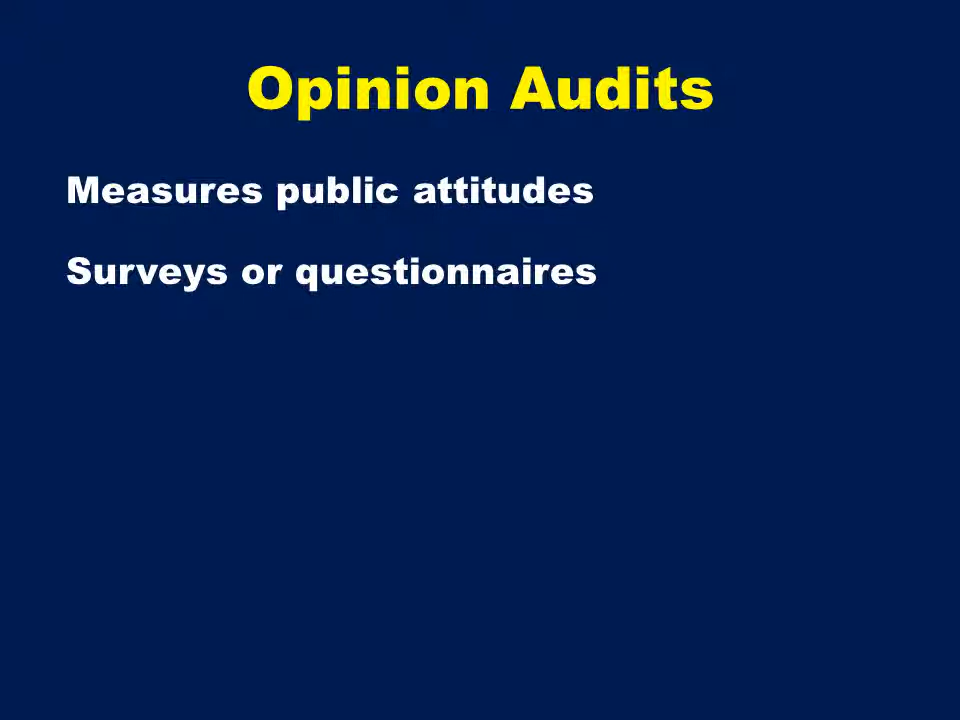 Opinion Audits
Measures public attitudes
Surveys or questionnaires